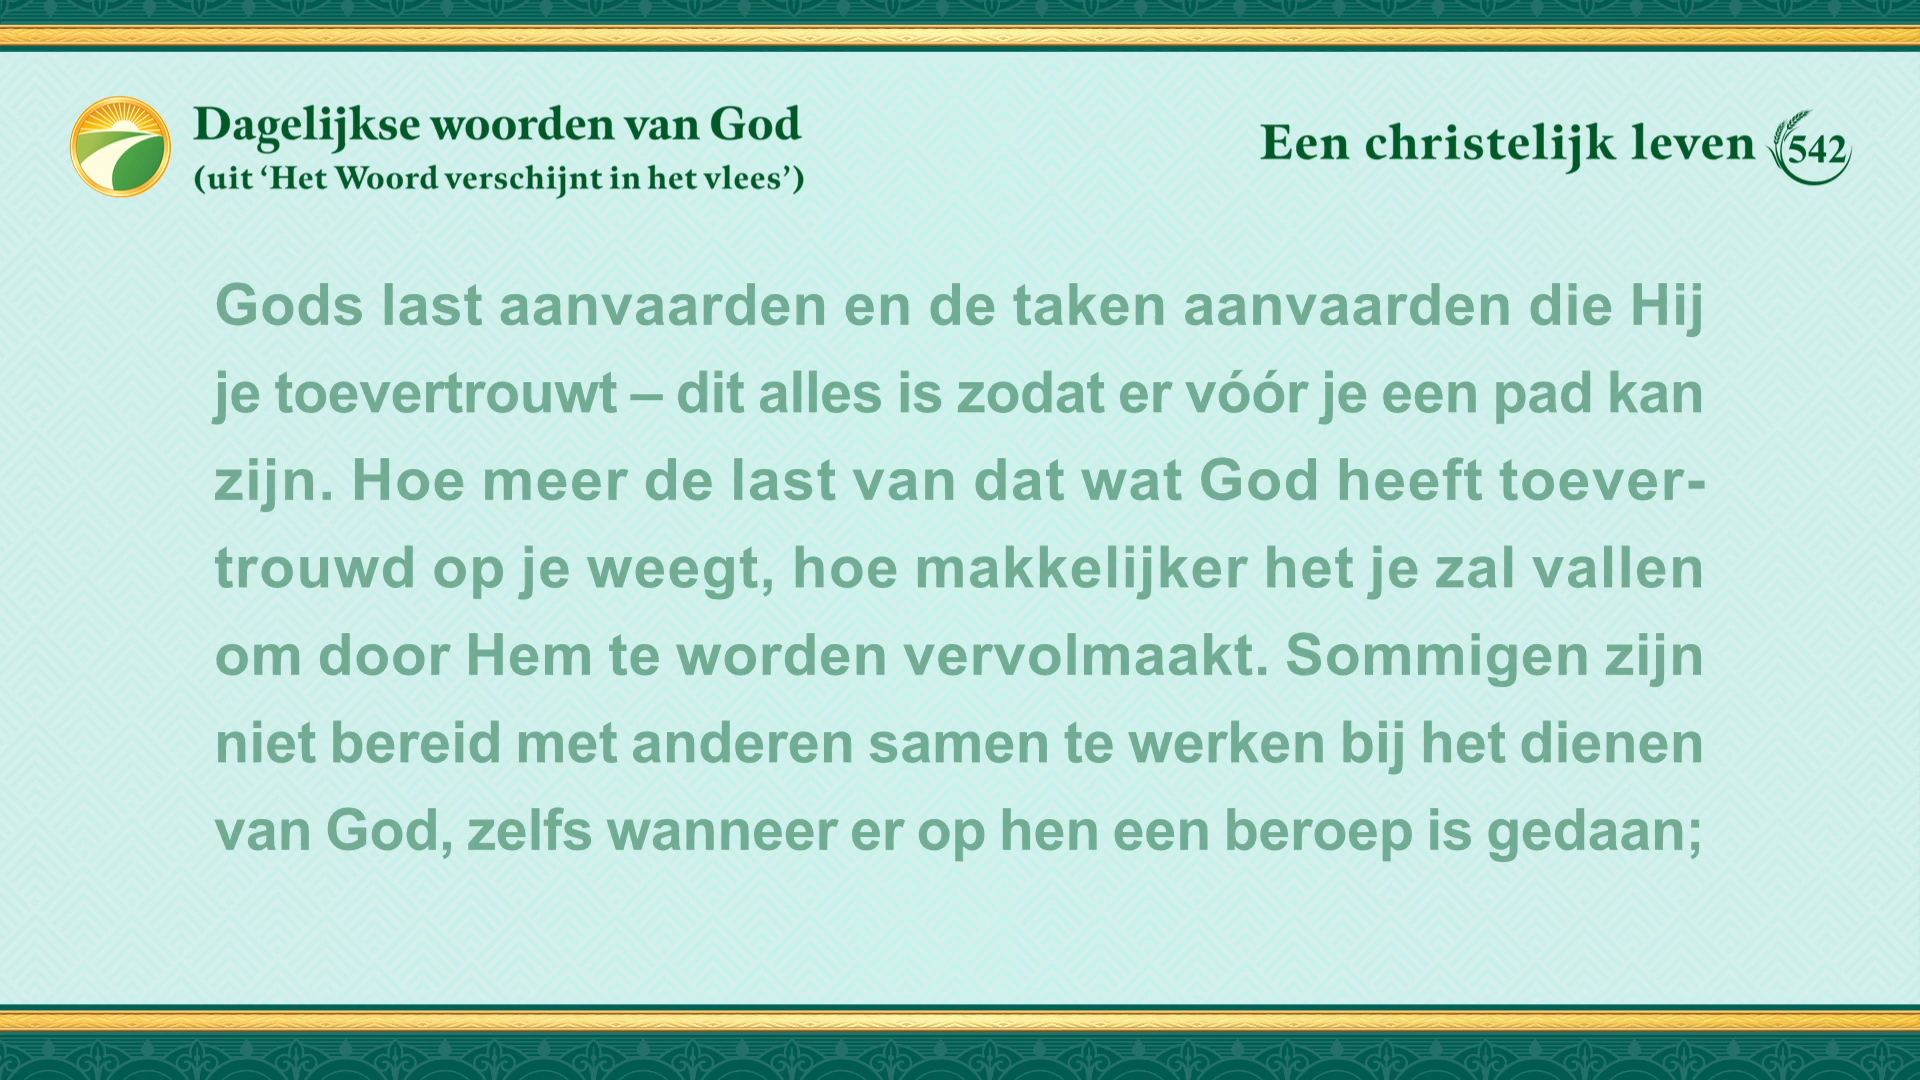 Dagelijkse woorden van God
(uit ‘Het Woord verschijnt in het vlees’)
Een christelijk leven 542
Gods last aanvaarden en de taken aanvaarden die Hij
je toevertrouwt – dit alles is zodat er vóór je een pad kan
zijn. Hoe meer de last van dat wat God heeft toever-
trouwd op je weegt, hoe makkelijker het je zal vallen
om door Hem te worden vervolmaakt. Sommigen zijn
niet bereid met anderen samen te werken bij het dienen
van God, zelfs wanneer er op hen een beroep is gedaan;